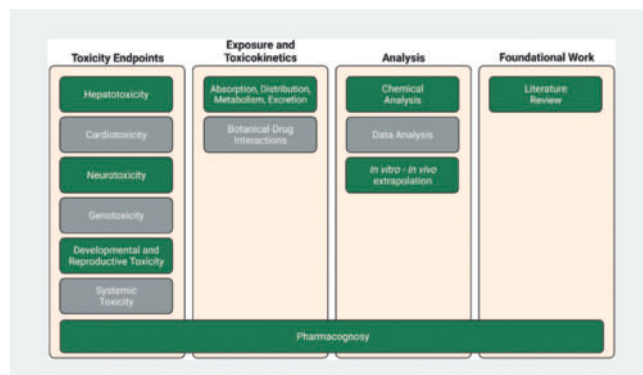 Toxicity Endpoints
Hepatotoxicity
Cardiotoxicity
Neurotoxicity
Genotoxicity
Developmental and
Reproductive Toxicity
Systemic
Toxicity
Exposure and
Toxicokinetics
Absorption, Distribution,
Metabolism, Excretion
Botanical-Drug
Interactions
Analysis
Chemical
Analysis
Data Analysis
In vitro - In vivo
extrapolation
Foundational Work
Literature
Review
Pharmacognosy